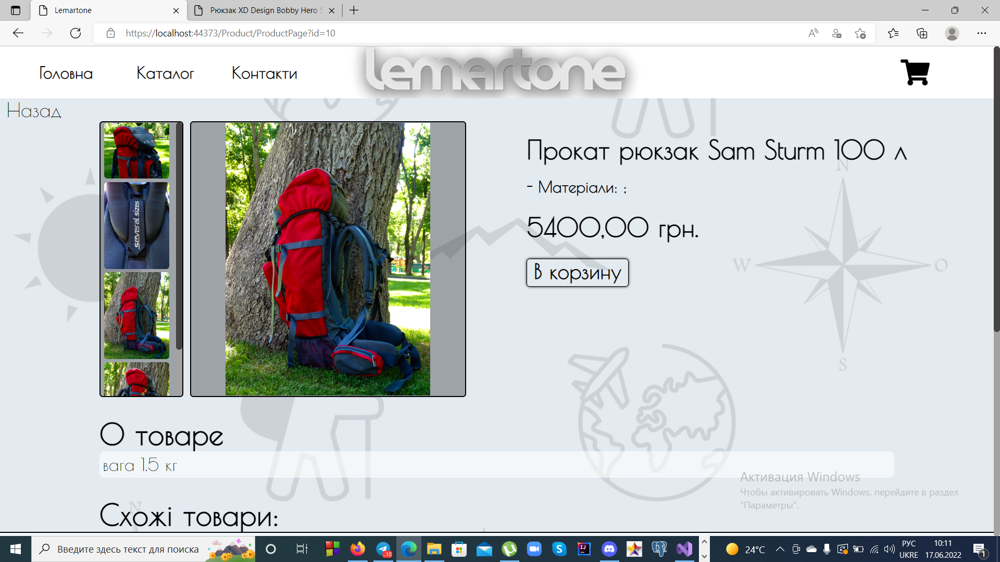 Lemartone
Рюкзак XD Design Bobby Hero S
https://localhost:44373/Product/ProductPage?id=10
Головна
Каталог
Контакти
lemartone
Назад
several sizes
Прокат рюкзак Sam Sturm 100 л
- Матеріали: ;
5400,00 грн.
В корзину
N
W
O
S
О товаре
вага 1.5 кг
N
Схожі товари:
Активация Windows
Чтобы активировать Windows, перейдите в раздел
"Параметры".
Введите здесь текст для поиска
..10
24°C
РУС
UKRE
10:11
17.06.2022
1